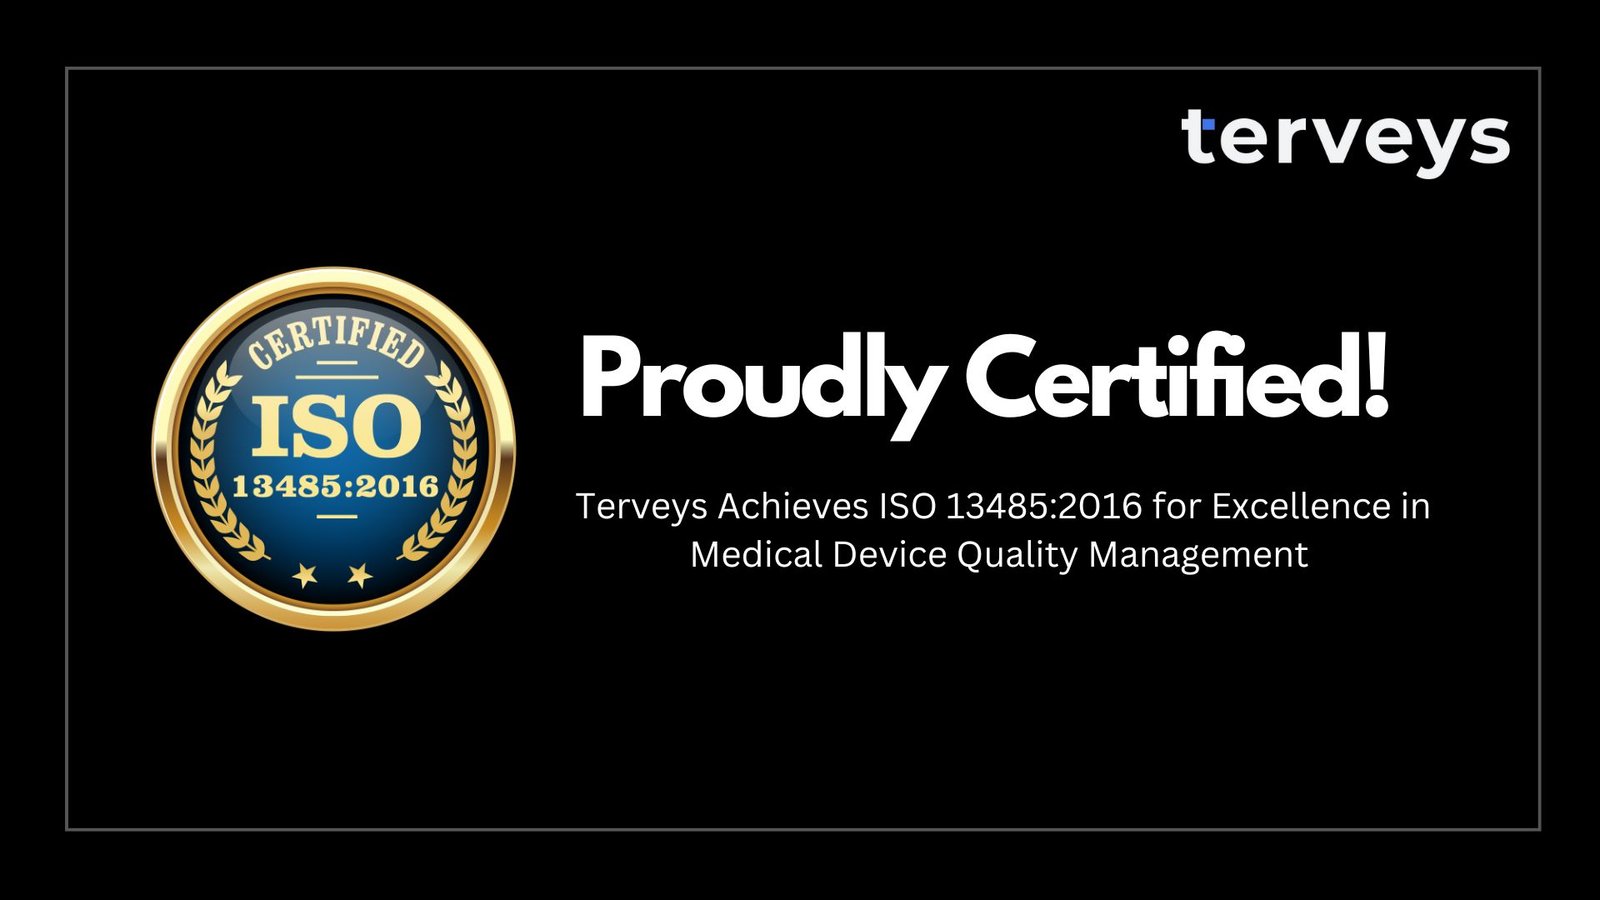 terveys
CERTIFIED
ISO
13485:2016
Proudly Certified!
Terveys Achieves ISO 13485:2016 for Excellence in
Medical Device Quality Management